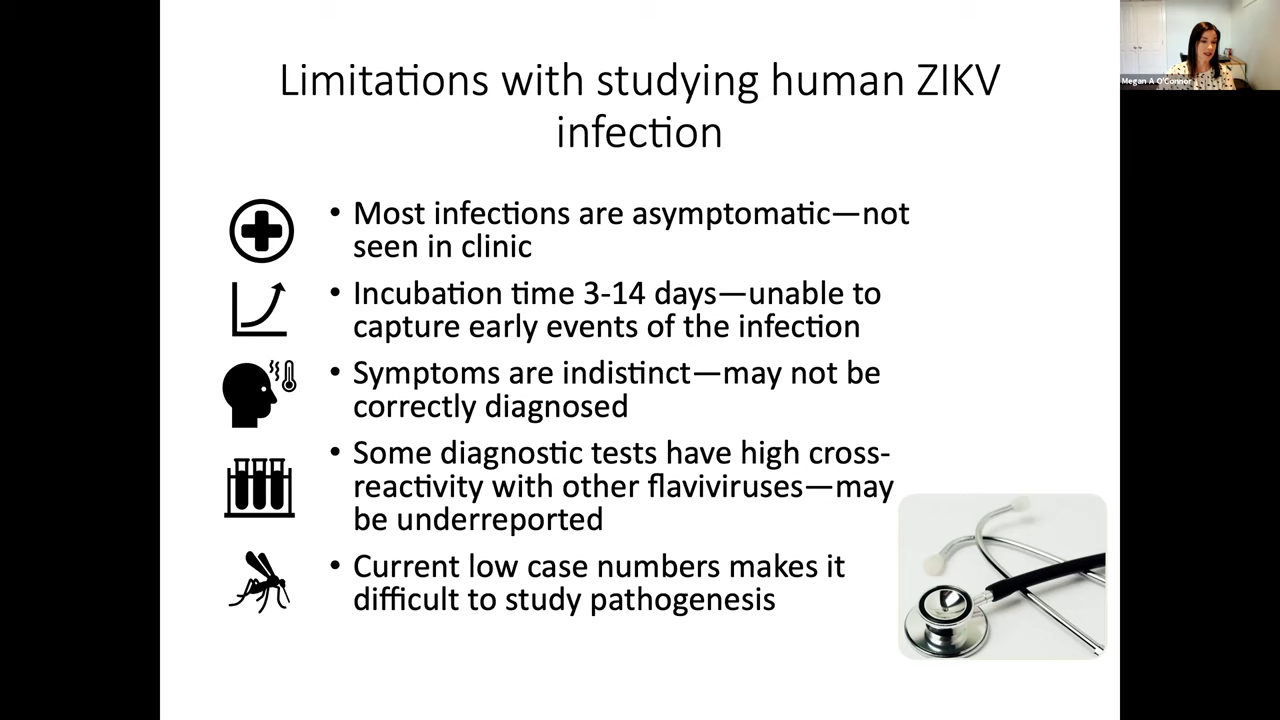 Limitations with studying human ZIKV
infection
• Most infections are asymptomatic—not
seen in clinic
• Incubation time 3-14 days—unable to
capture early events of the infection
• Symptoms are indistinct—may not be
correctly diagnosed
• Some diagnostic tests have high cross-
reactivity with other flaviviruses—may
be underreported
• Current low case numbers makes it
difficult to study pathogenesis
Megan A O'Connor